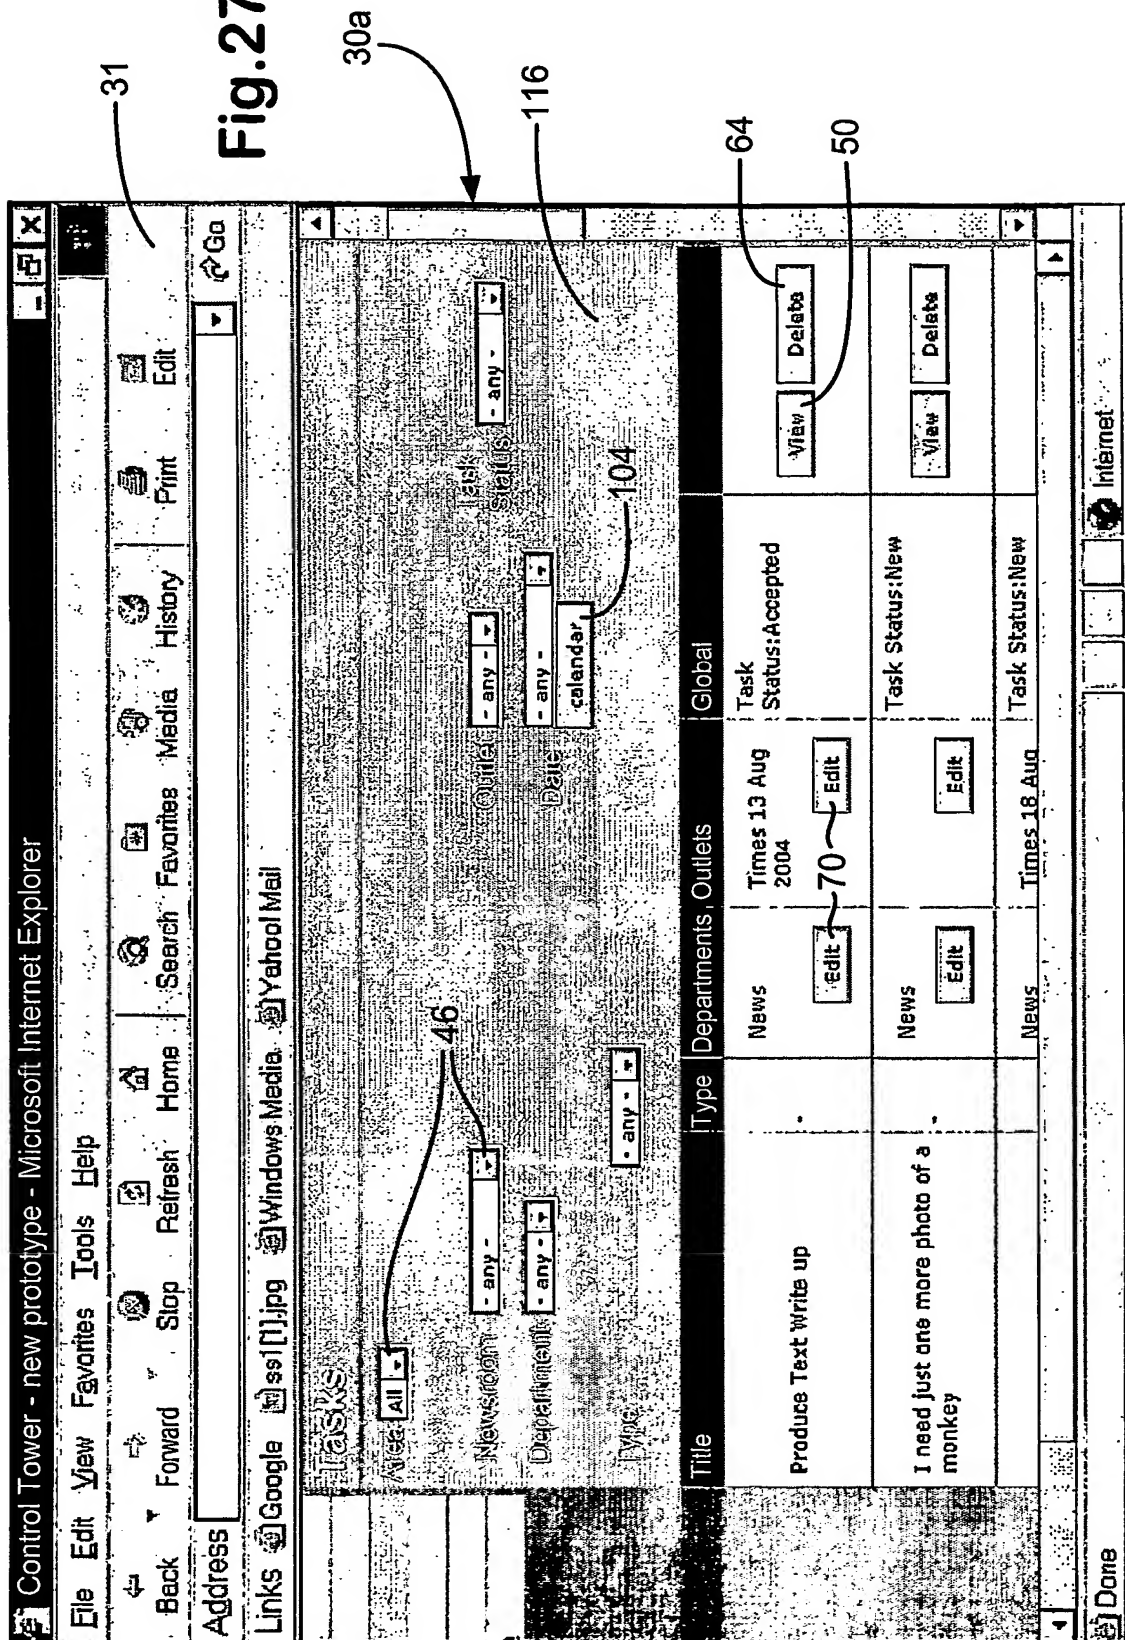 Fig.27
Control Tower - new prototype - Microsoft Internet Explorer
File Edit View Favorites Tools Help
Back Forward Stop Refresh Home Search Favorites Media History Print Edit
31
Address Go
Links Google ss1[1].jpg Windows Media Yahool Mail
30a
Tasks
Area All
46
Newsroom - any - Outlet - any - Task status - any -
Department - any - Date - any -
calendar
104
116
Type - any -
Title Type Departments, Outlets Global
Produce Text Write up - News Times 13 Aug 2004 Task Status:Accepted
Edit 70 Edit View Delete
64
50
I need just one more photo of a monkey - News Task Status:New
Edit Edit View Delete
News Times 18 Aug Task Status:New
Done Internet